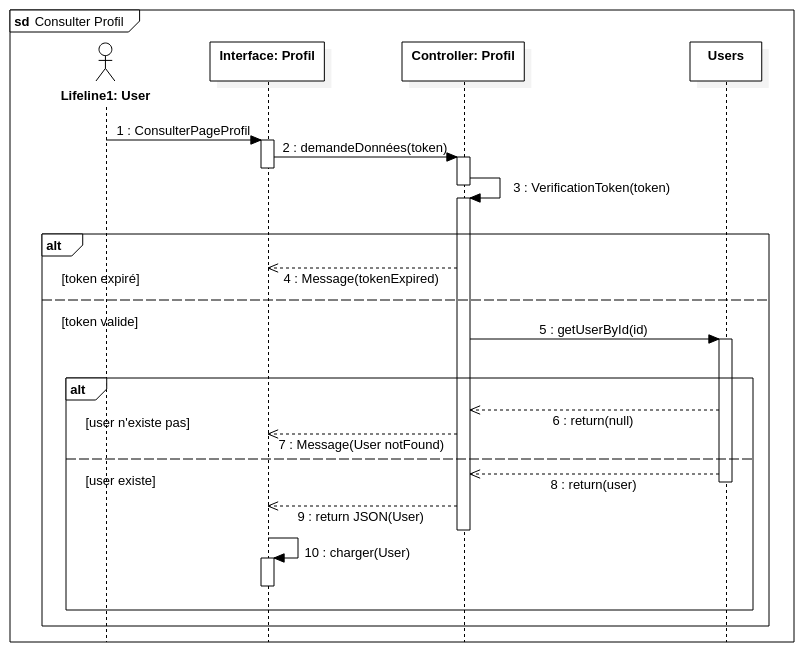 sd Consulter Profil
Interface: Profil
Controller: Profil
Users
Lifeline1: User
1 : ConsulterPageProfil
2 : demandeDonnées(token)
3 : VerificationToken(token)
alt
[token expiré]
4 : Message(tokenExpired)
[token valide]
5 : getUserById(id)
alt
6 : return(null)
[user n'existe pas]
7 : Message(User notFound)
[user existe]
8 : return(user)
9 : return JSON(User)
10 : charger(User)